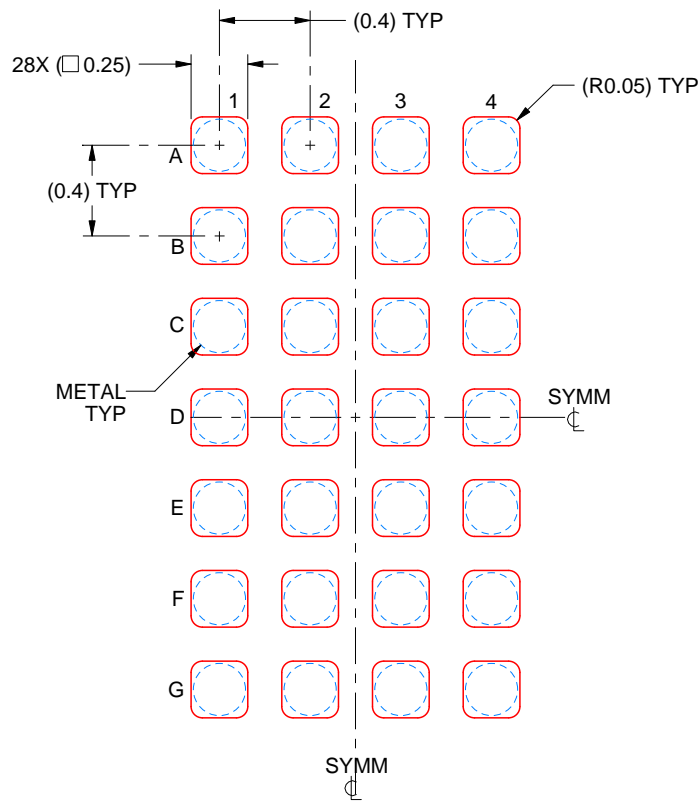 (0.4) TYP
28X (□ 0.25)
(R0.05) TYP
1 2 3 4
A
(0.4) TYP
B
C
METAL
TYP
D
SYMM
℄
E
F
G
SYMM
℄